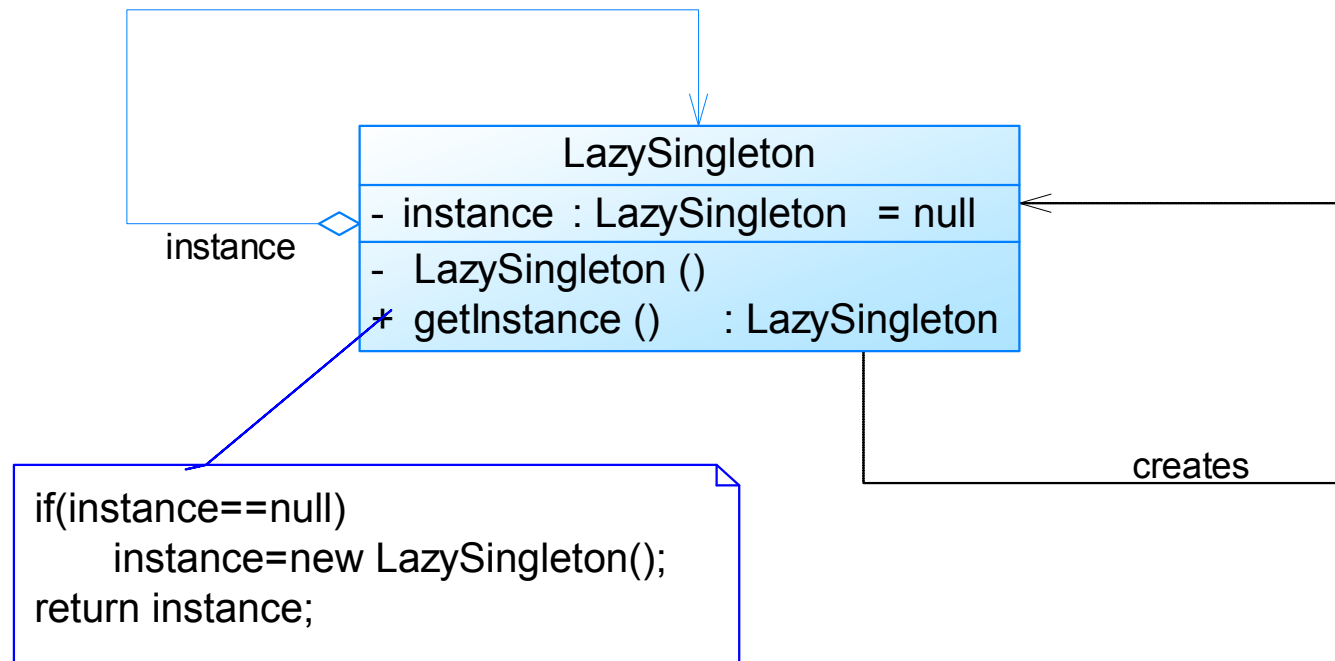 LazySingleton
- instance : LazySingleton = null
instance
- LazySingleton ()
+ getInstance () : LazySingleton
creates
if(instance==null)
instance=new LazySingleton();
return instance;